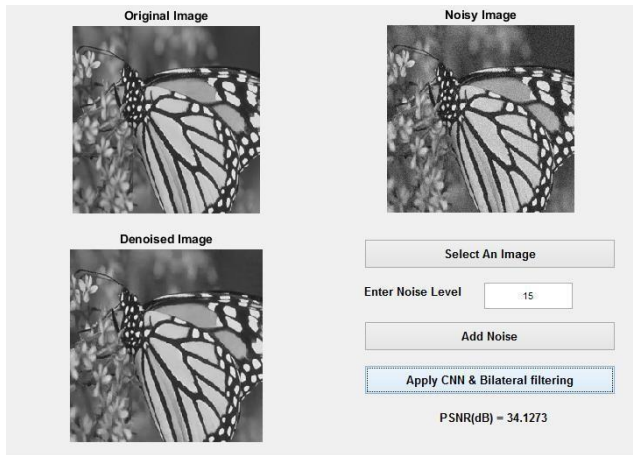 Original Image
Noisy Image
Denoised Image
Select An Image
Enter Noise Level
15
Add Noise
Apply CNN & Bilateral filtering
PSNR(dB) = 34.1273